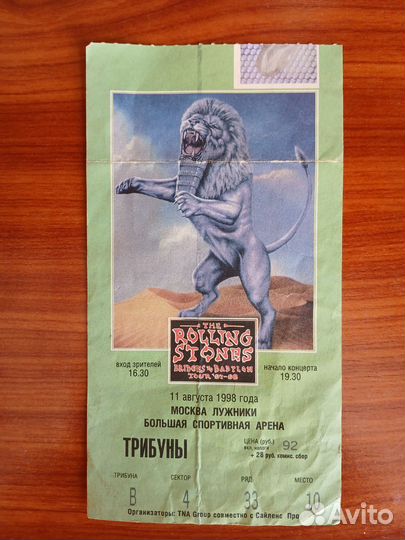 THE
ROLLING
STONES
BRIDGES TO BABYLON
TOUR '97-98
вход зрителей
16.30
начало концерта
19.30
11 августа 1998 года
МОСКВА ЛУЖНИКИ
БОЛЬШАЯ СПОРТИВНАЯ АРЕНА
ТРИБУНЫ
ЦЕНА (руб.) 92
вкл. налоги
+ 28 руб. комис. сбор
ТРИБУНА СЕКТОР РЯД МЕСТО
B 4 33 10
Организаторы: TNA Group совместно с Сайленс Про
Avito